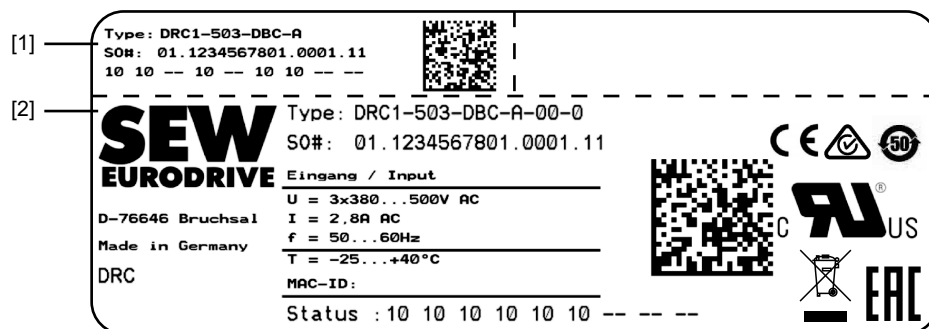 [1]
Type: DRC1-503-DBC-A
SO#: 01.1234567801.0001.11
10 10 -- 10 -- 10 10 -- --
[2]
SEW
EURODRIVE
D-76646 Bruchsal
Made in Germany
DRC
Type: DRC1-503-DBC-A-00-0
SO#: 01.1234567801.0001.11
Eingang / Input
U = 3x380...500V AC
I = 2,8A AC
f = 50...60Hz
T = -25...+40°C
MAC-ID:
Status : 10 10 10 10 10 10 -- -- --
CE
50
C RU ® US
EAC